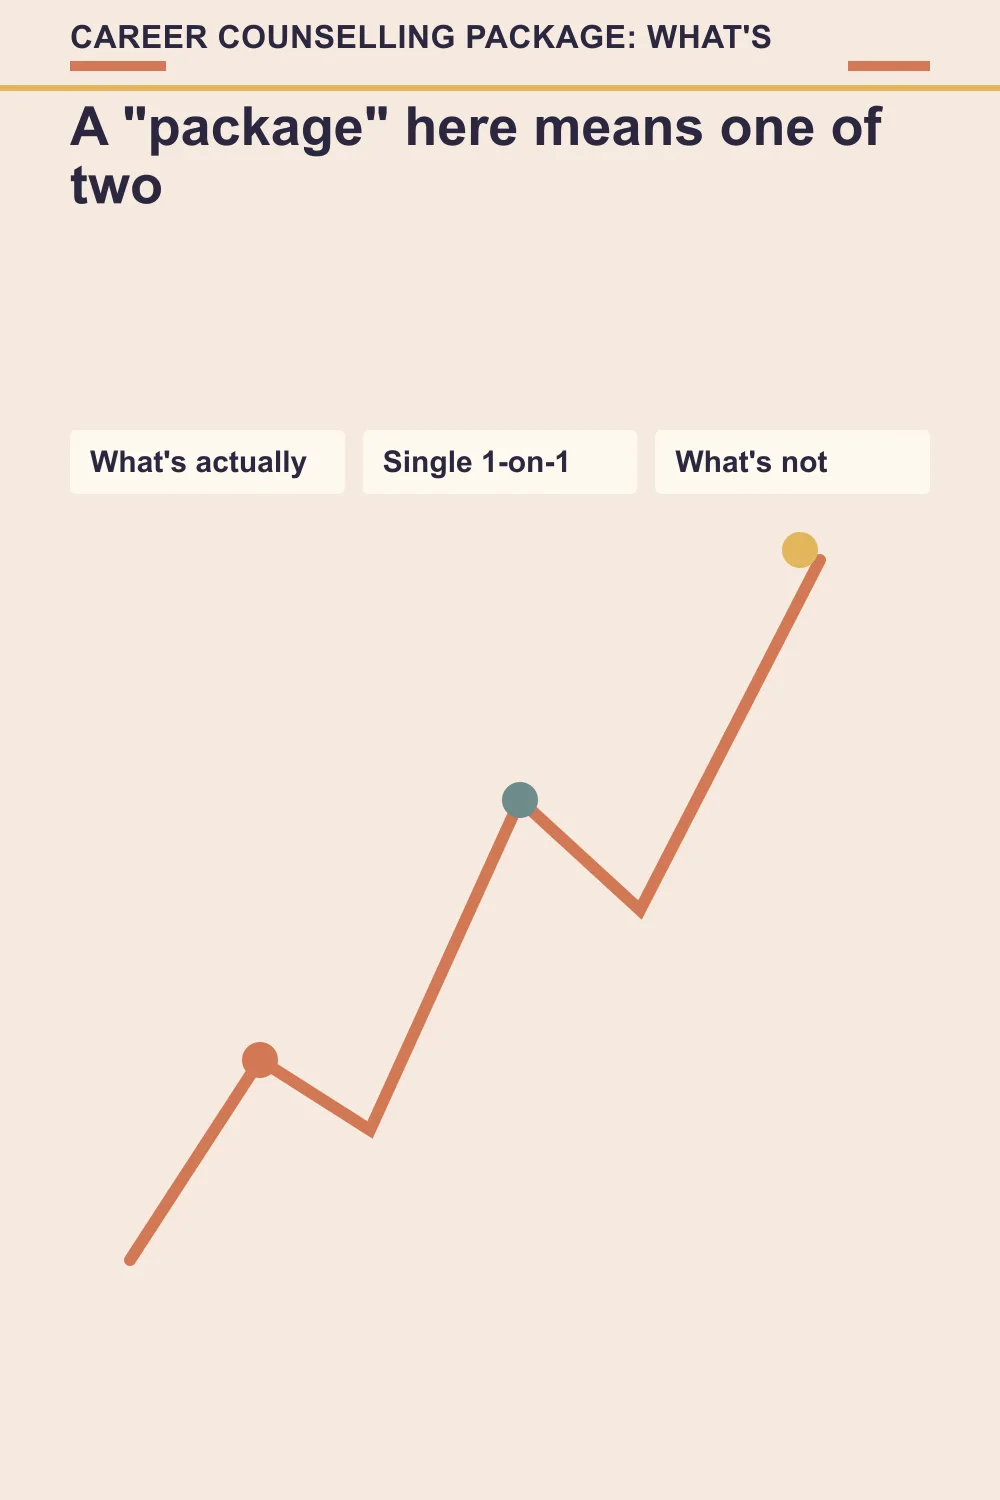 CAREER COUNSELLING PACKAGE: WHAT'S
A "package" here means one of
two
What's actually
Single 1-on-1
What's not